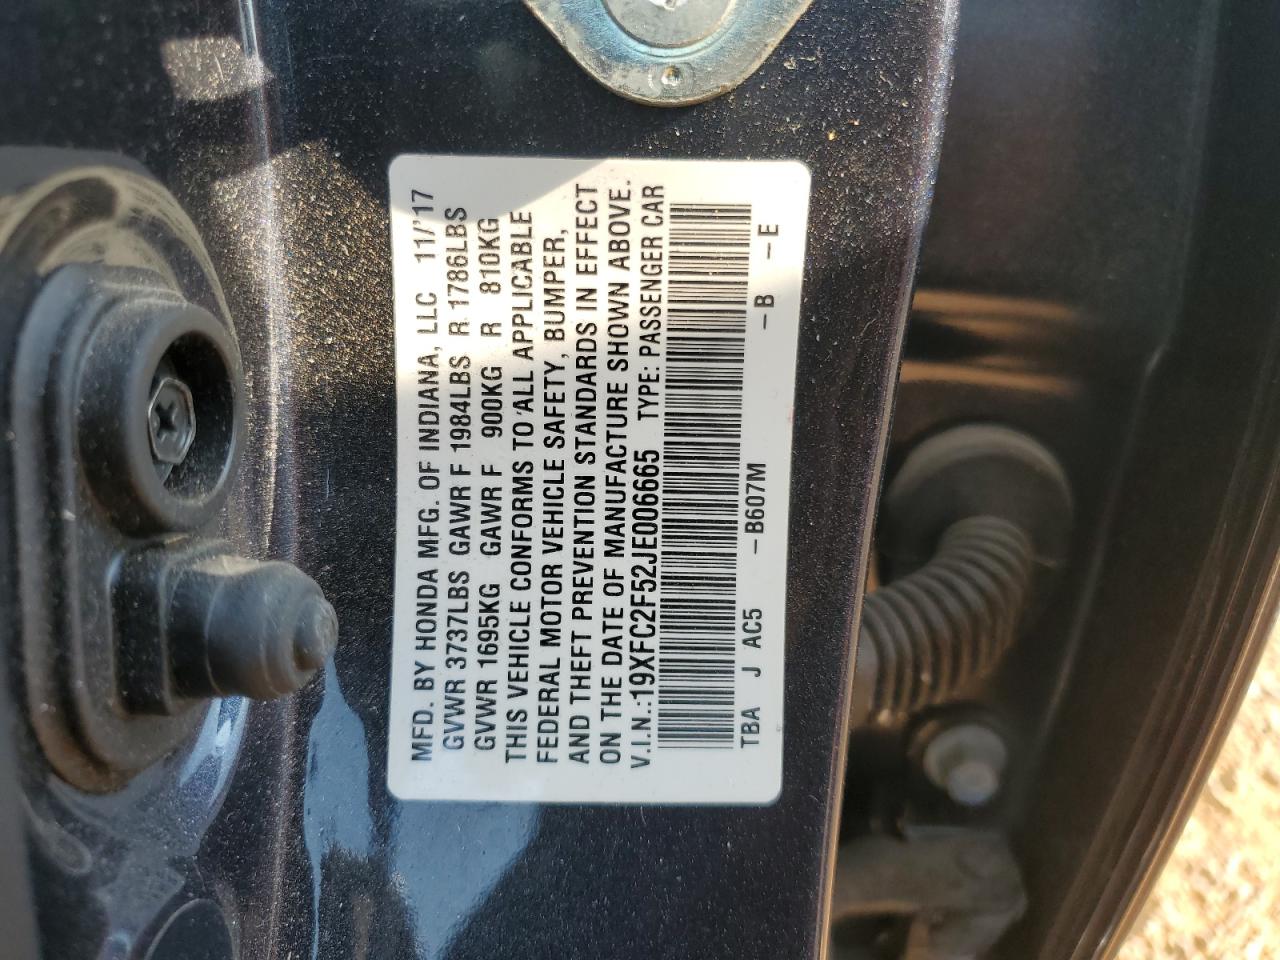 MFD. BY HONDA MFG. OF INDIANA, LLC 11/'17
GVWR 3737LBS GAWR F 1984LBS R 1786LBS
GVWR 1695KG GAWR F 900KG R 810KG
THIS VEHICLE CONFORMS TO ALL APPLICABLE
FEDERAL MOTOR VEHICLE SAFETY, BUMPER,
AND THEFT PREVENTION STANDARDS IN EFFECT
ON THE DATE OF MANUFACTURE SHOWN ABOVE.
V.I.N.:19XFC2F52JE006665 TYPE: PASSENGER CAR
TBA J AC5 -B607M -B -E